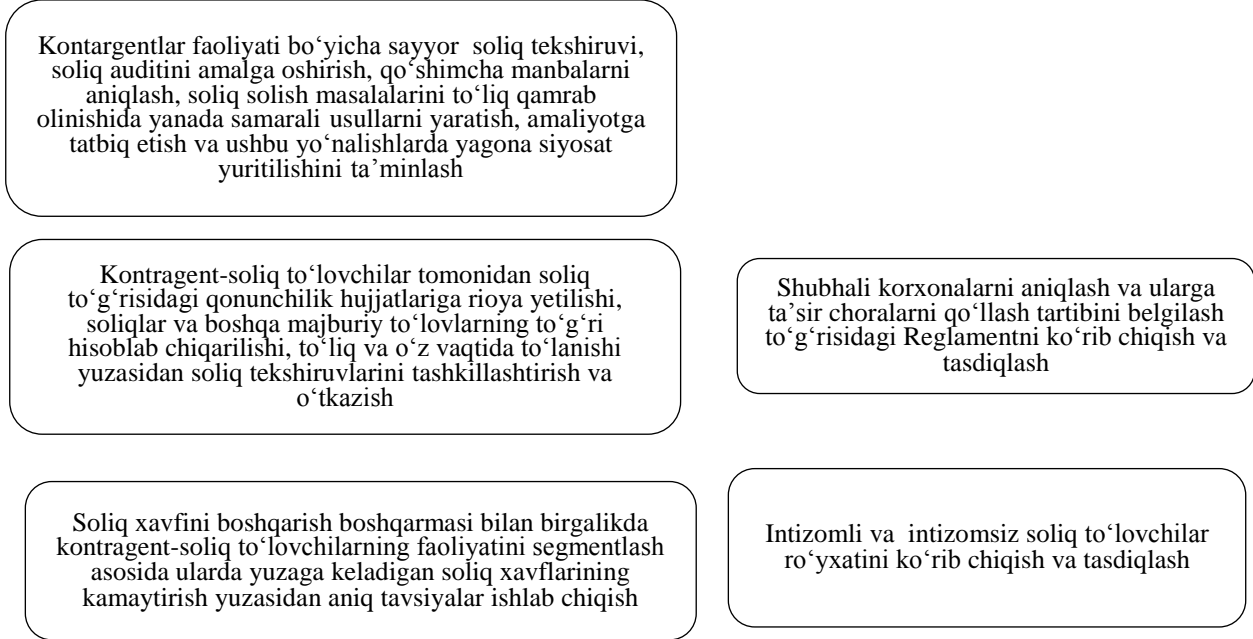 Kontargentlar faoliyati bo‘yicha sayyor soliq tekshiruvi,
soliq auditini amalga oshirish, qo‘shimcha manbalarni
aniqlash, soliq solish masalalarini to‘liq qamrab
olinishida yanada samarali usullarni yaratish, amaliyotga
tatbiq etish va ushbu yo‘nalishlarda yagona siyosat
yuritilishini ta’minlash
Kontragent-soliq to‘lovchilar tomonidan soliq
to‘g‘risidagi qonunchilik hujjatlariga rioya yetilishi,
soliqlar va boshqa majburiy to‘lovlarning to‘g‘ri
hisoblab chiqarilishi, to‘liq va o‘z vaqtida to‘lanishi
yuzasidan soliq tekshiruvlarini tashkillashtirish va
o‘tkazish
Shubhali korxonalarni aniqlash va ularga
ta’sir choralarni qo‘llash tartibini belgilash
to‘g‘risidagi Reglamentni ko‘rib chiqish va
tasdiqlash
Soliq xavfini boshqarish boshqarmasi bilan birgalikda
kontragent-soliq to‘lovchilarning faoliyatini segmentlash
asosida ularda yuzaga keladigan soliq xavflarining
kamaytirish yuzasidan aniq tavsiyalar ishlab chiqish
Intizomli va intizomsiz soliq to‘lovchilar
ro‘yxatini ko‘rib chiqish va tasdiqlash